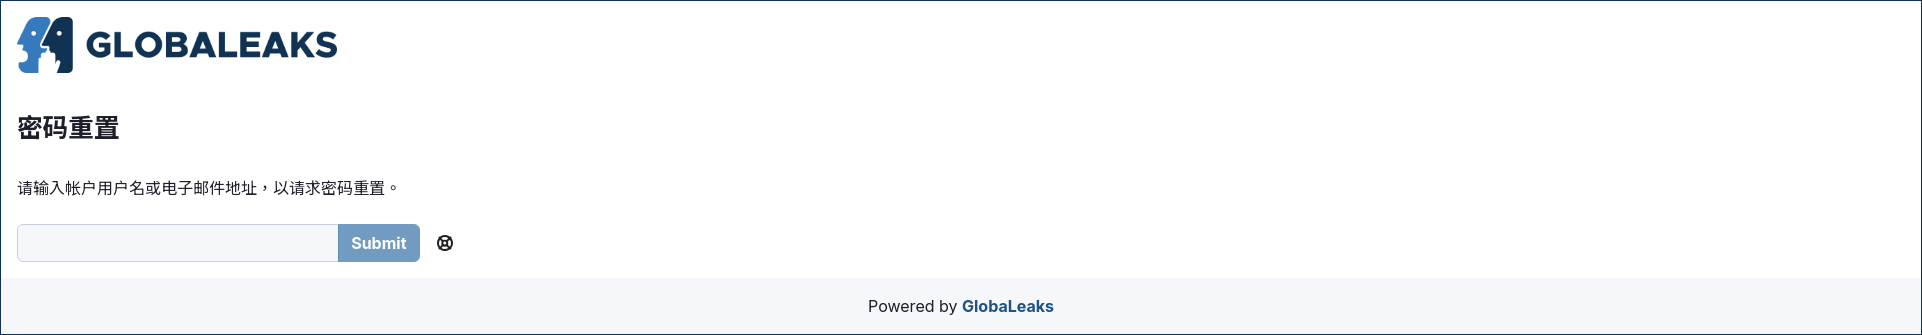 GLOBALEAKS
密码重置
请输入帐户用户名或电子邮件地址，以请求密码重置。
Submit
Powered by GlobaLeaks